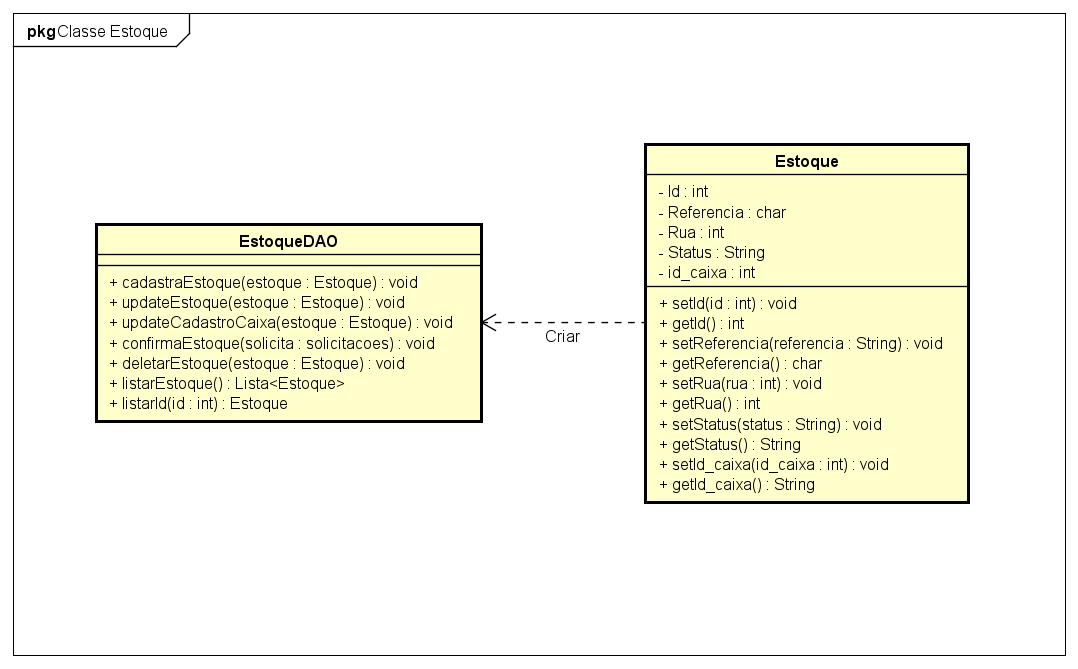 pkg Classe Estoque
EstoqueDAO
+ cadastraEstoque(estoque : Estoque) : void
+ updateEstoque(estoque : Estoque) : void
+ updateCadastroCaixa(estoque : Estoque) : void
+ confirmaEstoque(solicita : solicitacoes) : void
+ deletarEstoque(estoque : Estoque) : void
+ listarEstoque() : Lista<Estoque>
+ listarId(id : int) : Estoque
Criar
Estoque
- Id : int
- Referencia : char
- Rua : int
- Status : String
- id_caixa : int
+ setId(id : int) : void
+ getId() : int
+ setReferencia(referencia : String) : void
+ getReferencia() : char
+ setRua(rua : int) : void
+ getRua() : int
+ setStatus(status : String) : void
+ getStatus() : String
+ setId_caixa(id_caixa : int) : void
+ getId_caixa() : String